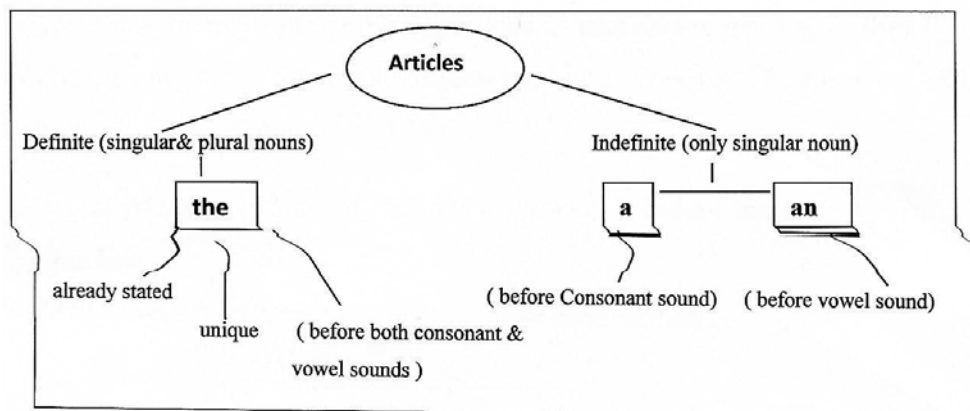 Articles
Definite (singular& plural nouns)
Indefinite (only singular noun)
the
a
an
already stated
unique
( before both consonant &
vowel sounds )
( before Consonant sound)
( before vowel sound)